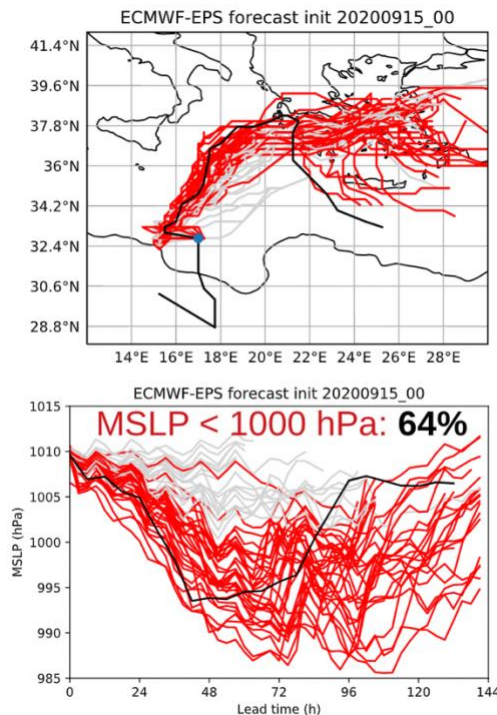 ECMWF-EPS forecast init 20200915_00
41.4°N
39.6°N
37.8°N
36°N
34.2°N
32.4°N
30.6°N
28.8°N
14°E 16°E 18°E 20°E 22°E 24°E 26°E 28°E 30°E
ECMWF-EPS forecast init 20200915_00
MSLP < 1000 hPa: 64%
1015
1010
1005
1000
995
990
985
MSLP (hPa)
0 24 48 72 96 120 144
Lead time (h)